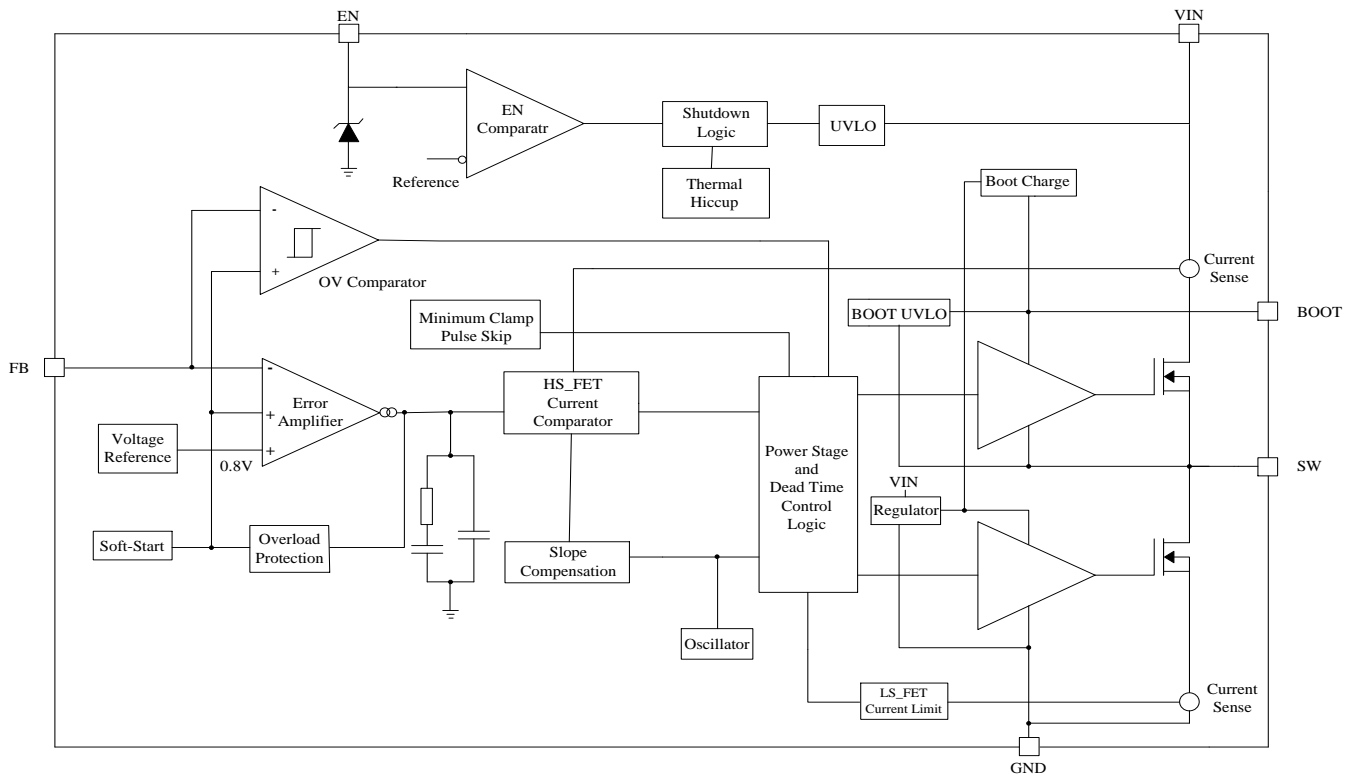 EN
VIN
EN
Comparatr
Shutdown
Logic
UVLO
Reference
Thermal
Hiccup
Boot Charge
-
+
OV Comparator
Current
Sense
Minimum Clamp
Pulse Skip
BOOT UVLO
BOOT
FB
-
+
+
Error
Amplifier
HS_FET
Current
Comparator
Voltage
Reference
0.8V
Power Stage
and
Dead Time
Control
Logic
SW
VIN
Regulator
Soft-Start
Overload
Protection
Slope
Compensation
Oscillator
LS_FET
Current Limit
Current
Sense
GND